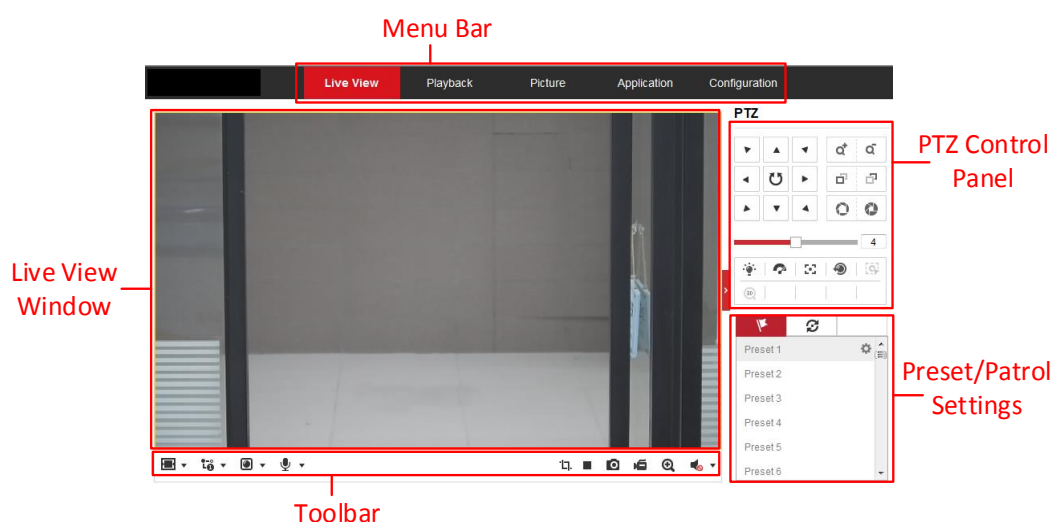 Menu Bar
Live View
Playback
Picture
Application
Configuration
PTZ
PTZ Control
Panel
4
3D
Live View
Window
Preset 1
Preset 2
Preset 3
Preset 4
Preset 5
Preset 6
Preset/Patrol
Settings
Toolbar